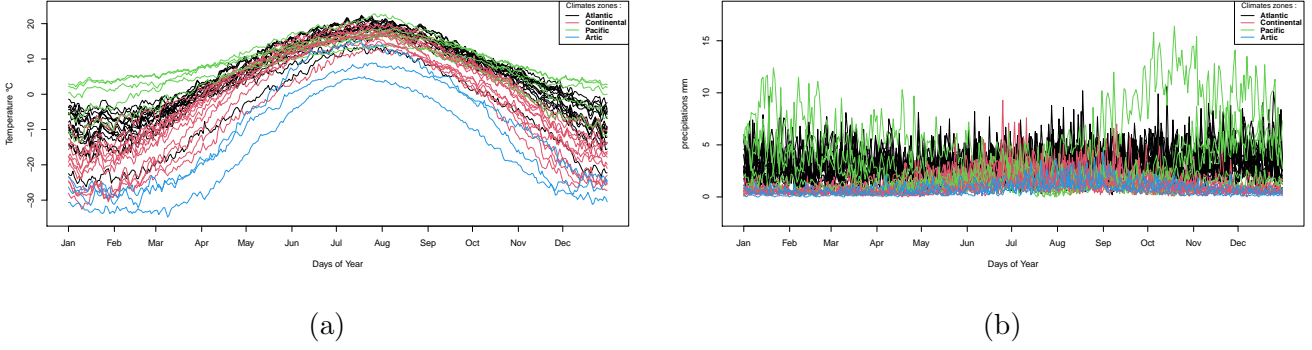 Climates zones :
Atlantic
Continental
Pacific
Artic
Temperature °C
20
10
0
−10
−20
−30
Jan Feb Mar Apr May Jun Jul Aug Sep Oct Nov Dec
Days of Year
(a)
Climates zones :
Atlantic
Continental
Pacific
Artic
precipitations mm
15
10
5
0
Jan Feb Mar Apr May Jun Jul Aug Sep Oct Nov Dec
Days of Year
(b)